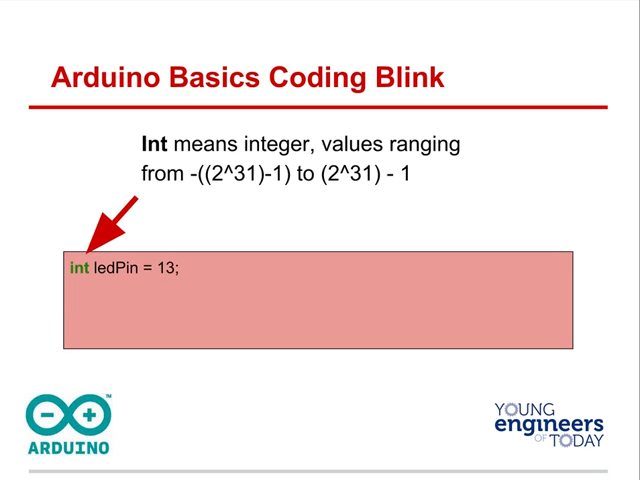 Arduino Basics Coding Blink
Int means integer, values ranging
from -((2^31)-1) to (2^31) - 1
int ledPin = 13;
ARDUINO
TM
YOUNG
engineers
OF TODAY